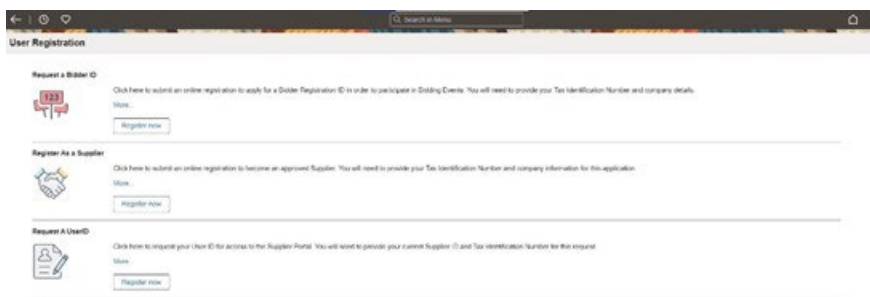 Search in Menu
User Registration
Request a Bidder ID
123
Click here to submit an online registration to apply for a Bidder Registration ID in order to participate in Bidding Events. You will need to provide your Tax Identification Number and company details.
More...
Register now
Register As a Supplier
Click here to submit an online registration to become an approved Supplier. You will need to provide your Tax Identification Number and company information for this application.
More...
Register now
Request A UserID
Click here to request your User ID for access to the Supplier Portal. You will need to provide your current Supplier ID and Tax Identification Number for this request
More...
Register now